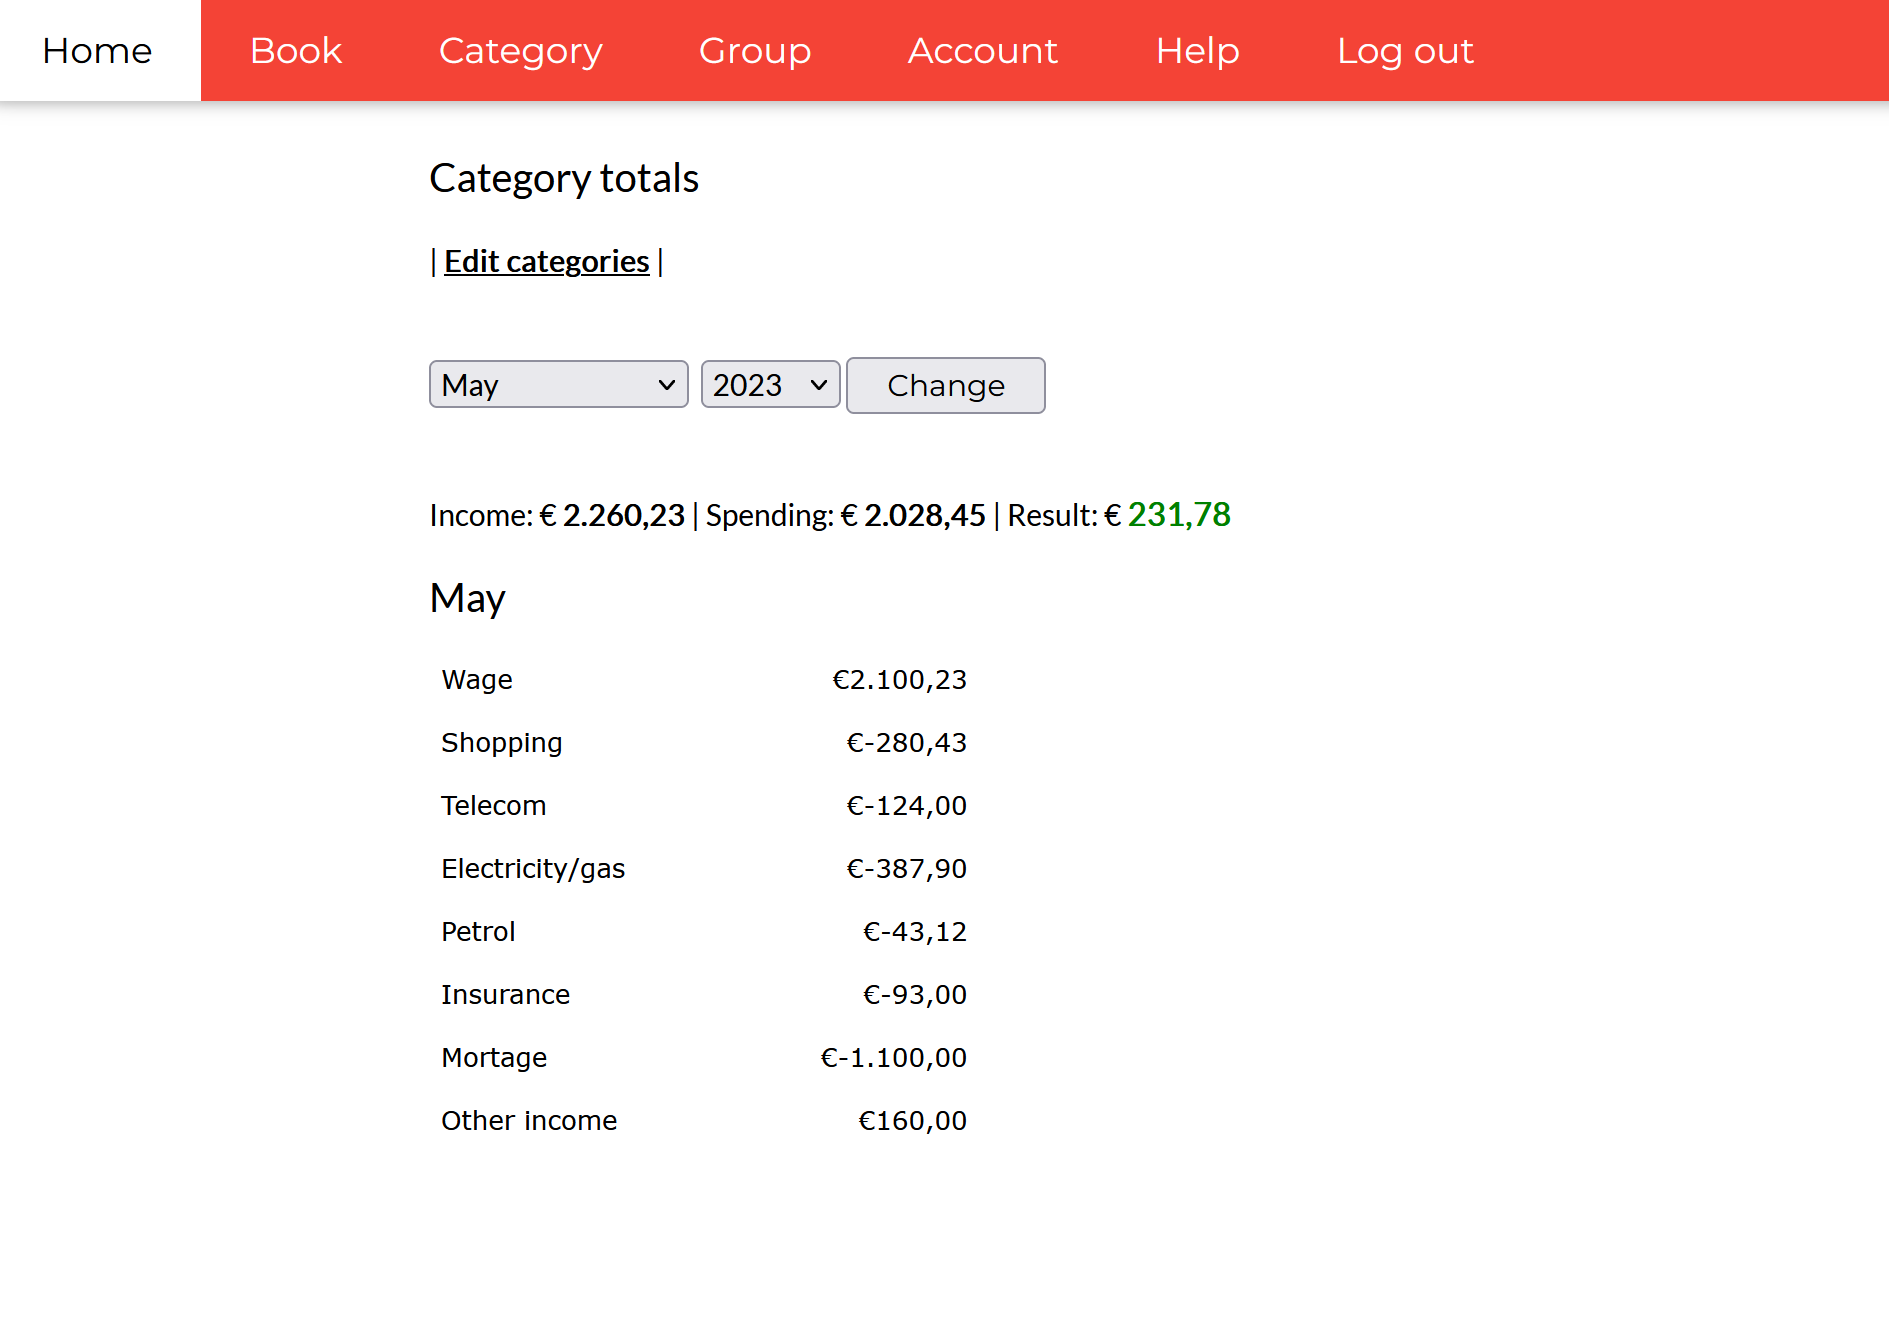 Home Book Category Group Account Help Log out
Category totals
| Edit categories |
May 2023 Change
Income: € 2.260,23 | Spending: € 2.028,45 | Result: € 231,78
May
Wage €2.100,23
Shopping €-280,43
Telecom €-124,00
Electricity/gas €-387,90
Petrol €-43,12
Insurance €-93,00
Mortage €-1.100,00
Other income €160,00